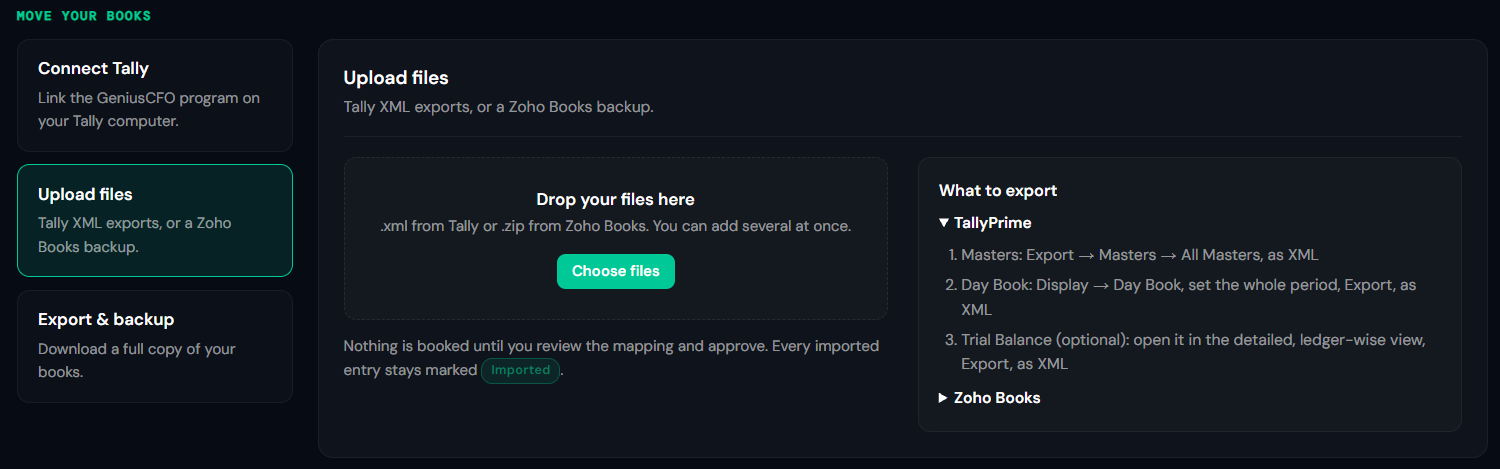 MOVE YOUR BOOKS
Connect Tally
Link the GeniusCFO program on
your Tally computer.
Upload files
Tally XML exports, or a Zoho
Books backup.
Export & backup
Download a full copy of your
books.
Upload files
Tally XML exports, or a Zoho Books backup.
Drop your files here
.xml from Tally or .zip from Zoho Books. You can add several at once.
Choose files
Nothing is booked until you review the mapping and approve. Every imported
entry stays marked Imported.
What to export
▼ TallyPrime
1. Masters: Export → Masters → All Masters, as XML
2. Day Book: Display → Day Book, set the whole period, Export, as
XML
3. Trial Balance (optional): open it in the detailed, ledger-wise view,
Export, as XML
▶ Zoho Books